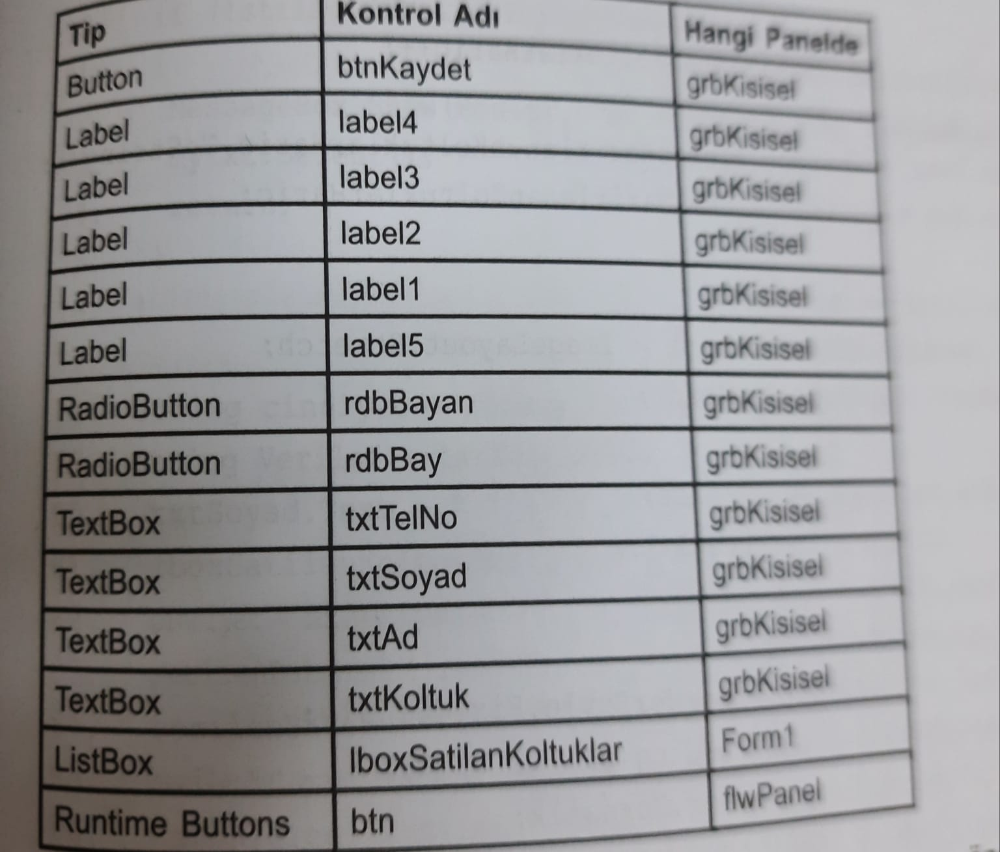 Tip Kontrol Adı Hangi Panelde
Button btnKaydet grbKisisel
Label label4 grbKisisel
Label label3 grbKisisel
Label label2 grbKisisel
Label label1 grbKisisel
Label label5 grbKisisel
RadioButton rdbBayan grbKisisel
RadioButton rdbBay grbKisisel
TextBox txtTelNo grbKisisel
TextBox txtSoyad grbKisisel
TextBox txtAd grbKisisel
TextBox txtKoltuk grbKisisel
ListBox lboxSatilanKoltuklar Form1
Runtime Buttons btn flwPanel